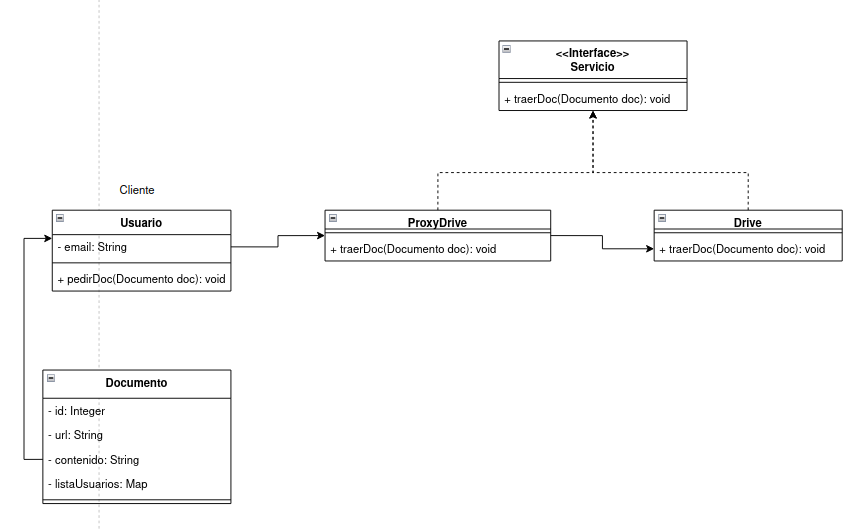 <<Interface>>
Servicio
+ traerDoc(Documento doc): void
Cliente
Usuario
- email: String
+ pedirDoc(Documento doc): void
ProxyDrive
+ traerDoc(Documento doc): void
Drive
+ traerDoc(Documento doc): void
Documento
- id: Integer
- url: String
- contenido: String
- listaUsuarios: Map